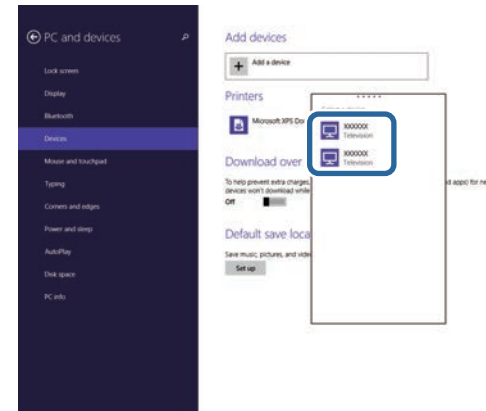 PC and devices
Lock screen
Display
Bluetooth
Devices
Mouse and touchpad
Typing
Corners and edges
Power and sleep
AutoPlay
Disk space
PC info
Add devices
Add a device
Printers
Microsoft XPS Do
Download over
To help prevent extra charges,
d apps) for ne
devices won't download while
Off
Default save loca
Save music, pictures, and vide
Set up
XXXXXX
Television
XXXXXX
Television